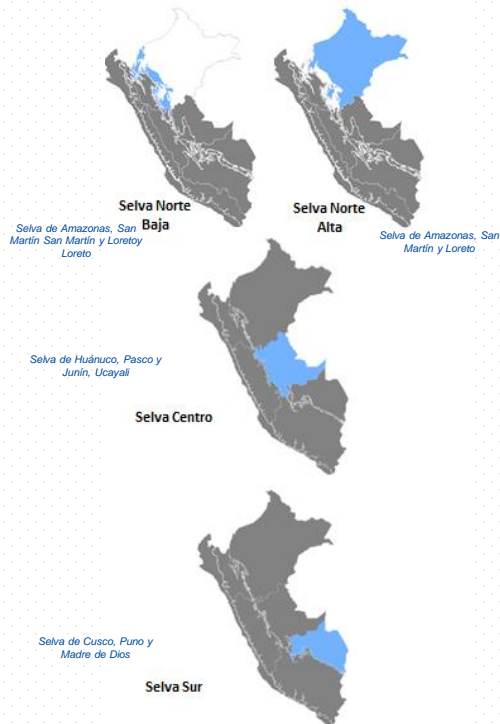 Selva Norte
Baja
Selva Norte
Alta
Selva de Amazonas, San
Martín San Martín y Loretoy
Loreto
Selva de Amazonas, San
Martín y Loreto
Selva de Huánuco, Pasco y
Junín, Ucayali
Selva Centro
Selva de Cusco, Puno y
Madre de Dios
Selva Sur